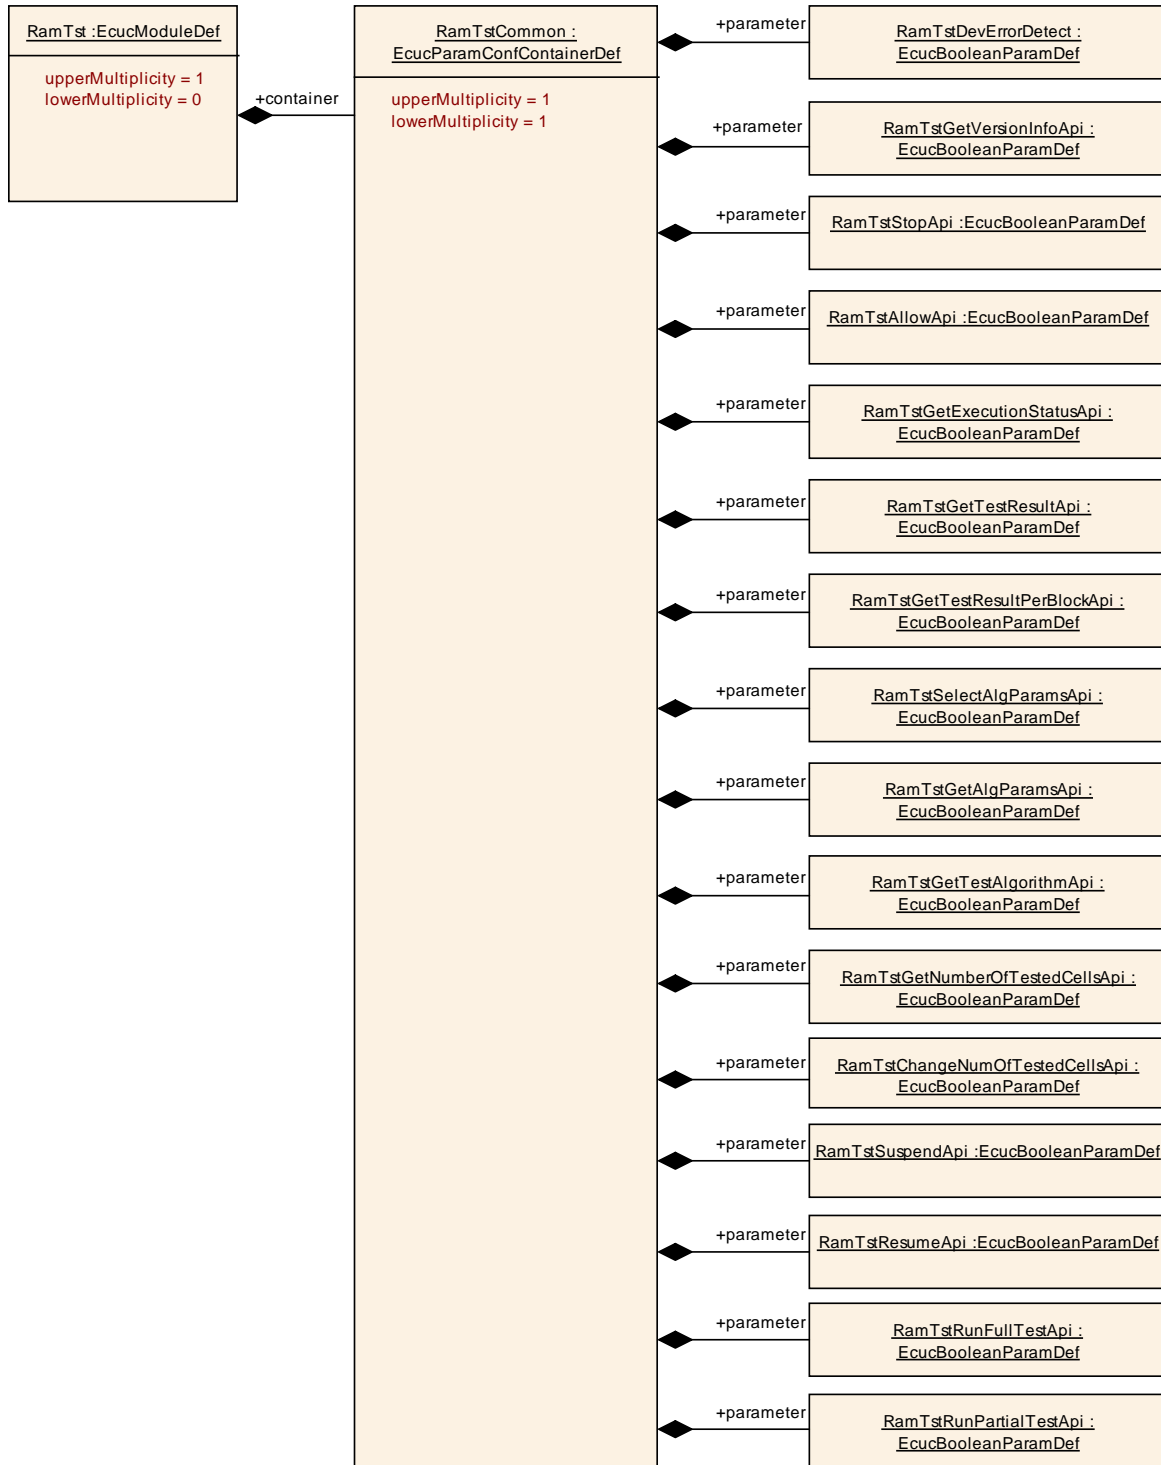 RamTst :EcucModuleDef
upperMultiplicity = 1
lowerMultiplicity = 0
+container
RamTstCommon :
EcucParamConfContainerDef
upperMultiplicity = 1
lowerMultiplicity = 1
+parameter
RamTstDevErrorDetect :
EcucBooleanParamDef
+parameter
RamTstGetVersionInfoApi :
EcucBooleanParamDef
+parameter
RamTstStopApi :EcucBooleanParamDef
+parameter
RamTstAllowApi :EcucBooleanParamDef
+parameter
RamTstGetExecutionStatusApi :
EcucBooleanParamDef
+parameter
RamTstGetTestResultApi :
EcucBooleanParamDef
+parameter
RamTstGetTestResultPerBlockApi :
EcucBooleanParamDef
+parameter
RamTstSelectAlgParamsApi :
EcucBooleanParamDef
+parameter
RamTstGetAlgParamsApi :
EcucBooleanParamDef
+parameter
RamTstGetTestAlgorithmApi :
EcucBooleanParamDef
+parameter
RamTstGetNumberOfTestedCellsApi :
EcucBooleanParamDef
+parameter
RamTstChangeNumOfTestedCellsApi :
EcucBooleanParamDef
+parameter
RamTstSuspendApi :EcucBooleanParamDef
+parameter
RamTstResumeApi :EcucBooleanParamDef
+parameter
RamTstRunFullTestApi :
EcucBooleanParamDef
+parameter
RamTstRunPartialTestApi :
EcucBooleanParamDef